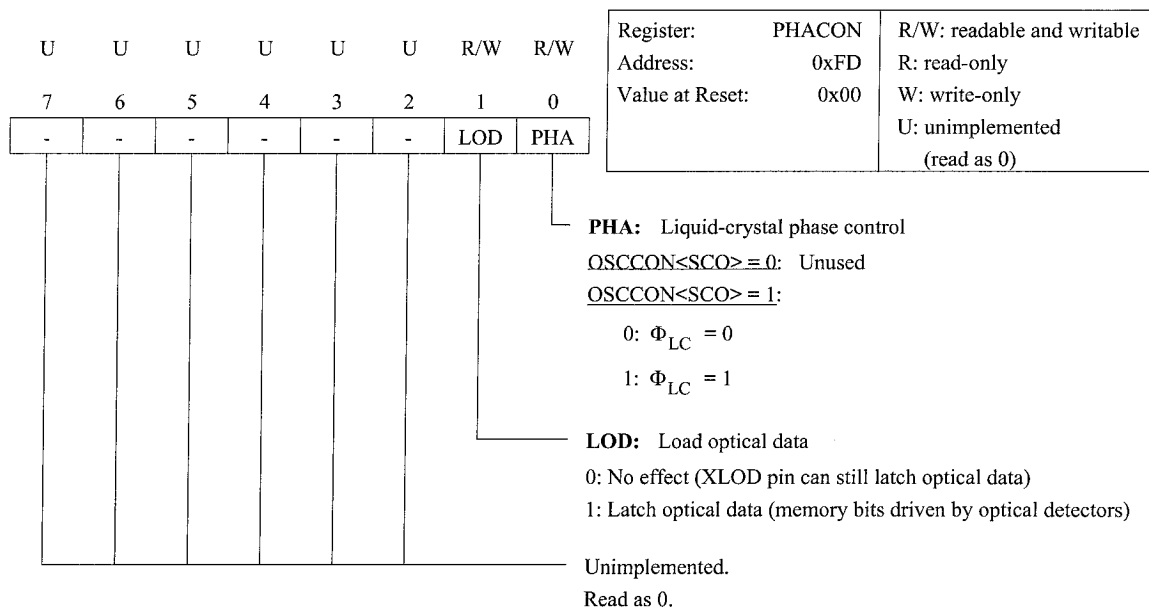 U U U U U U R/W R/W
7 6 5 4 3 2 1 0
- - - - - - LOD PHA
Register: PHACON
Address: 0xFD
Value at Reset: 0x00
R/W: readable and writable
R: read-only
W: write-only
U: unimplemented
(read as 0)
PHA: Liquid-crystal phase control
OSCCON<SCO> = 0: Unused
OSCCON<SCO> = 1:
0: Φ_LC = 0
1: Φ_LC = 1
LOD: Load optical data
0: No effect (XLOD pin can still latch optical data)
1: Latch optical data (memory bits driven by optical detectors)
Unimplemented.
Read as 0.